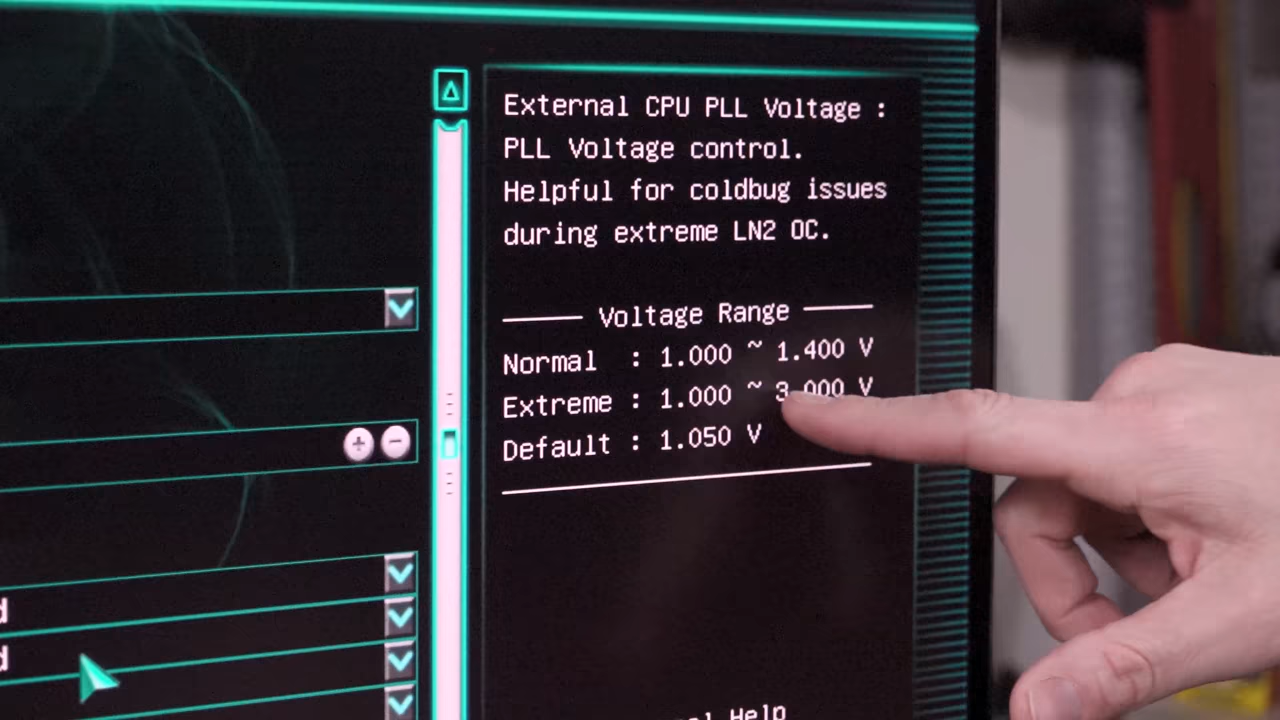 External CPU PLL Voltage :
PLL Voltage control.
Helpful for coldbug issues
during extreme LN2 OC.
Voltage Range
Normal : 1.000 ~ 1.400 V
Extreme : 1.000 ~ 3.000 V
Default : 1.050 V
d
d
Help